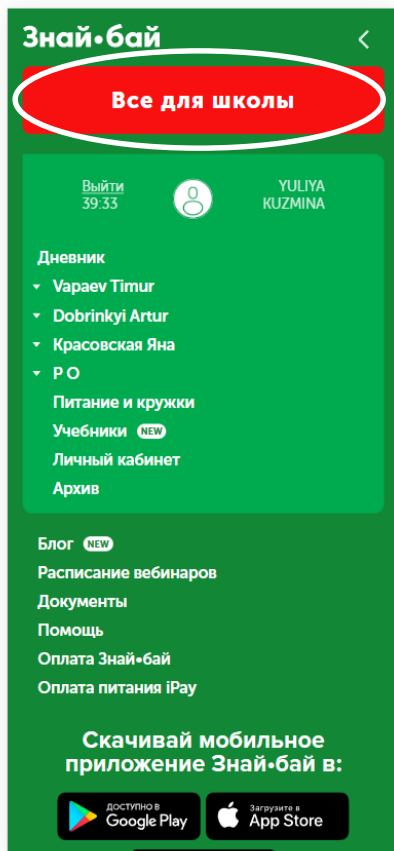 Знай•бай
Все для школы
Выйти
39:33
YULIYA
KUZMINA
Дневник
Vapaev Timur
Dobrinkyi Artur
Красовская Яна
Р О
Питание и кружки
Учебники NEW
Личный кабинет
Архив
Блог NEW
Расписание вебинаров
Документы
Помощь
Оплата Знай•бай
Оплата питания iPay
Скачивай мобильное
приложение Знай•бай в:
ДОСТУПНО В
Google Play
Загрузите в
App Store